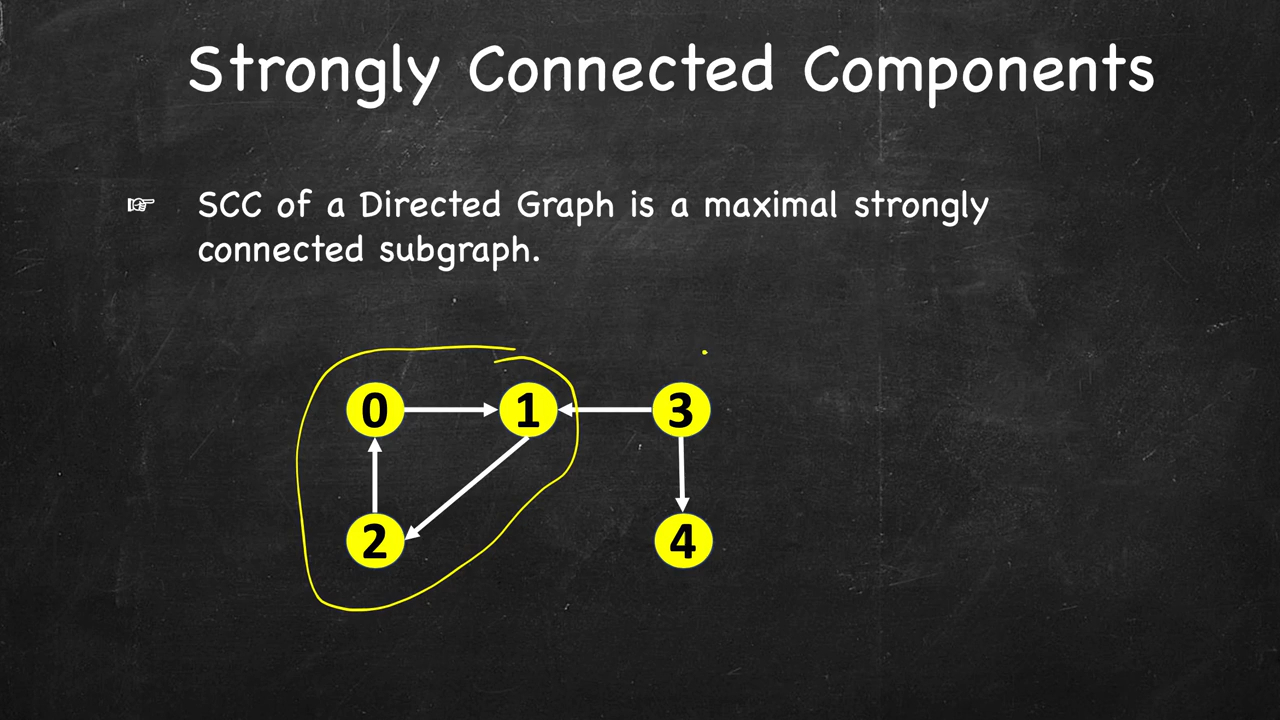 Strongly Connected Components
☞ SCC of a Directed Graph is a maximal strongly
connected subgraph.
0 1 3
2 4